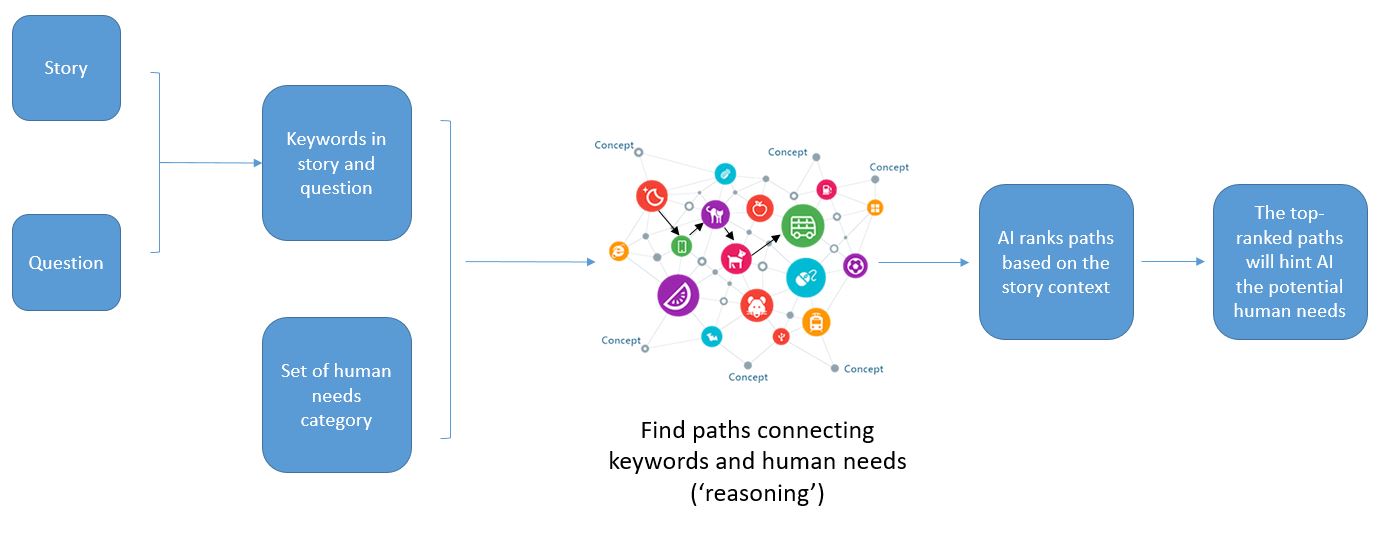 Story
Question
Keywords in
story and
question
Set of human
needs
category
Concept
Concept
Concept
Concept
Concept
Concept
Find paths connecting
keywords and human needs
(‘reasoning’)
AI ranks paths
based on the
story context
The top-
ranked paths
will hint AI
the potential
human needs